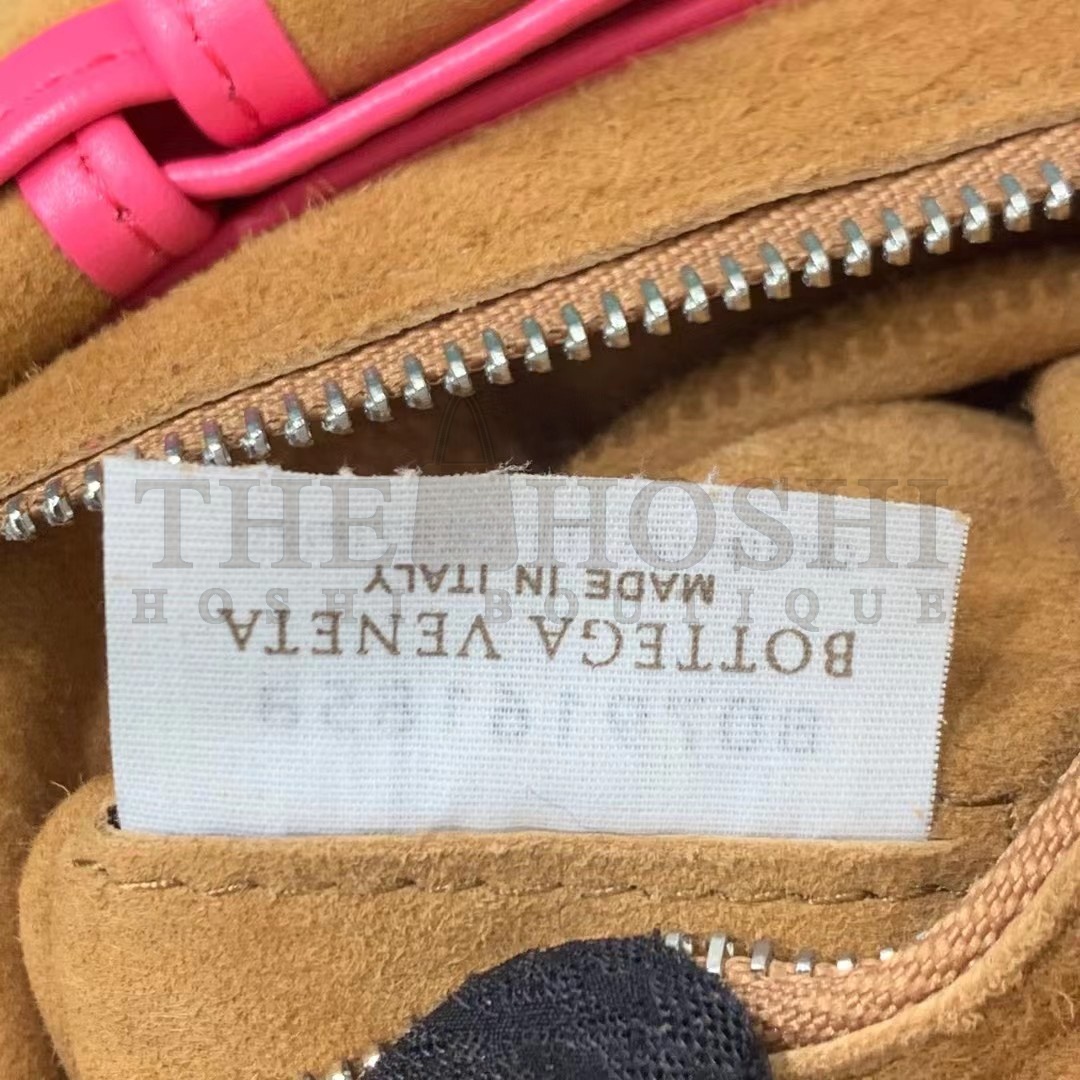 THE HOSHI
HOSHI BOUTIQUE
BOTTEGA VENETA
MADE IN ITALY